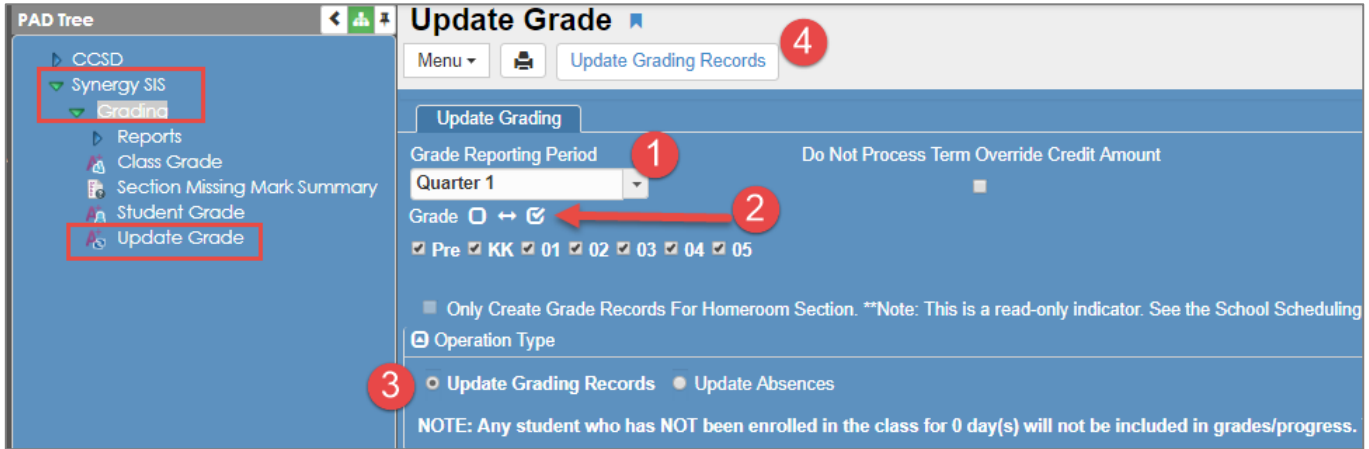 PAD Tree
CCSD
Synergy SIS
Grading
Reports
Class Grade
Section Missing Mark Summary
Student Grade
Update Grade
Update Grade
4
Menu
Update Grading Records
Update Grading
Grade Reporting Period
1
Do Not Process Term Override Credit Amount
Quarter 1
Grade
2
Pre KK 01 02 03 04 05
Only Create Grade Records For Homeroom Section. **Note: This is a read-only indicator. See the School Scheduling
Operation Type
3
Update Grading Records Update Absences
NOTE: Any student who has NOT been enrolled in the class for 0 day(s) will not be included in grades/progress.